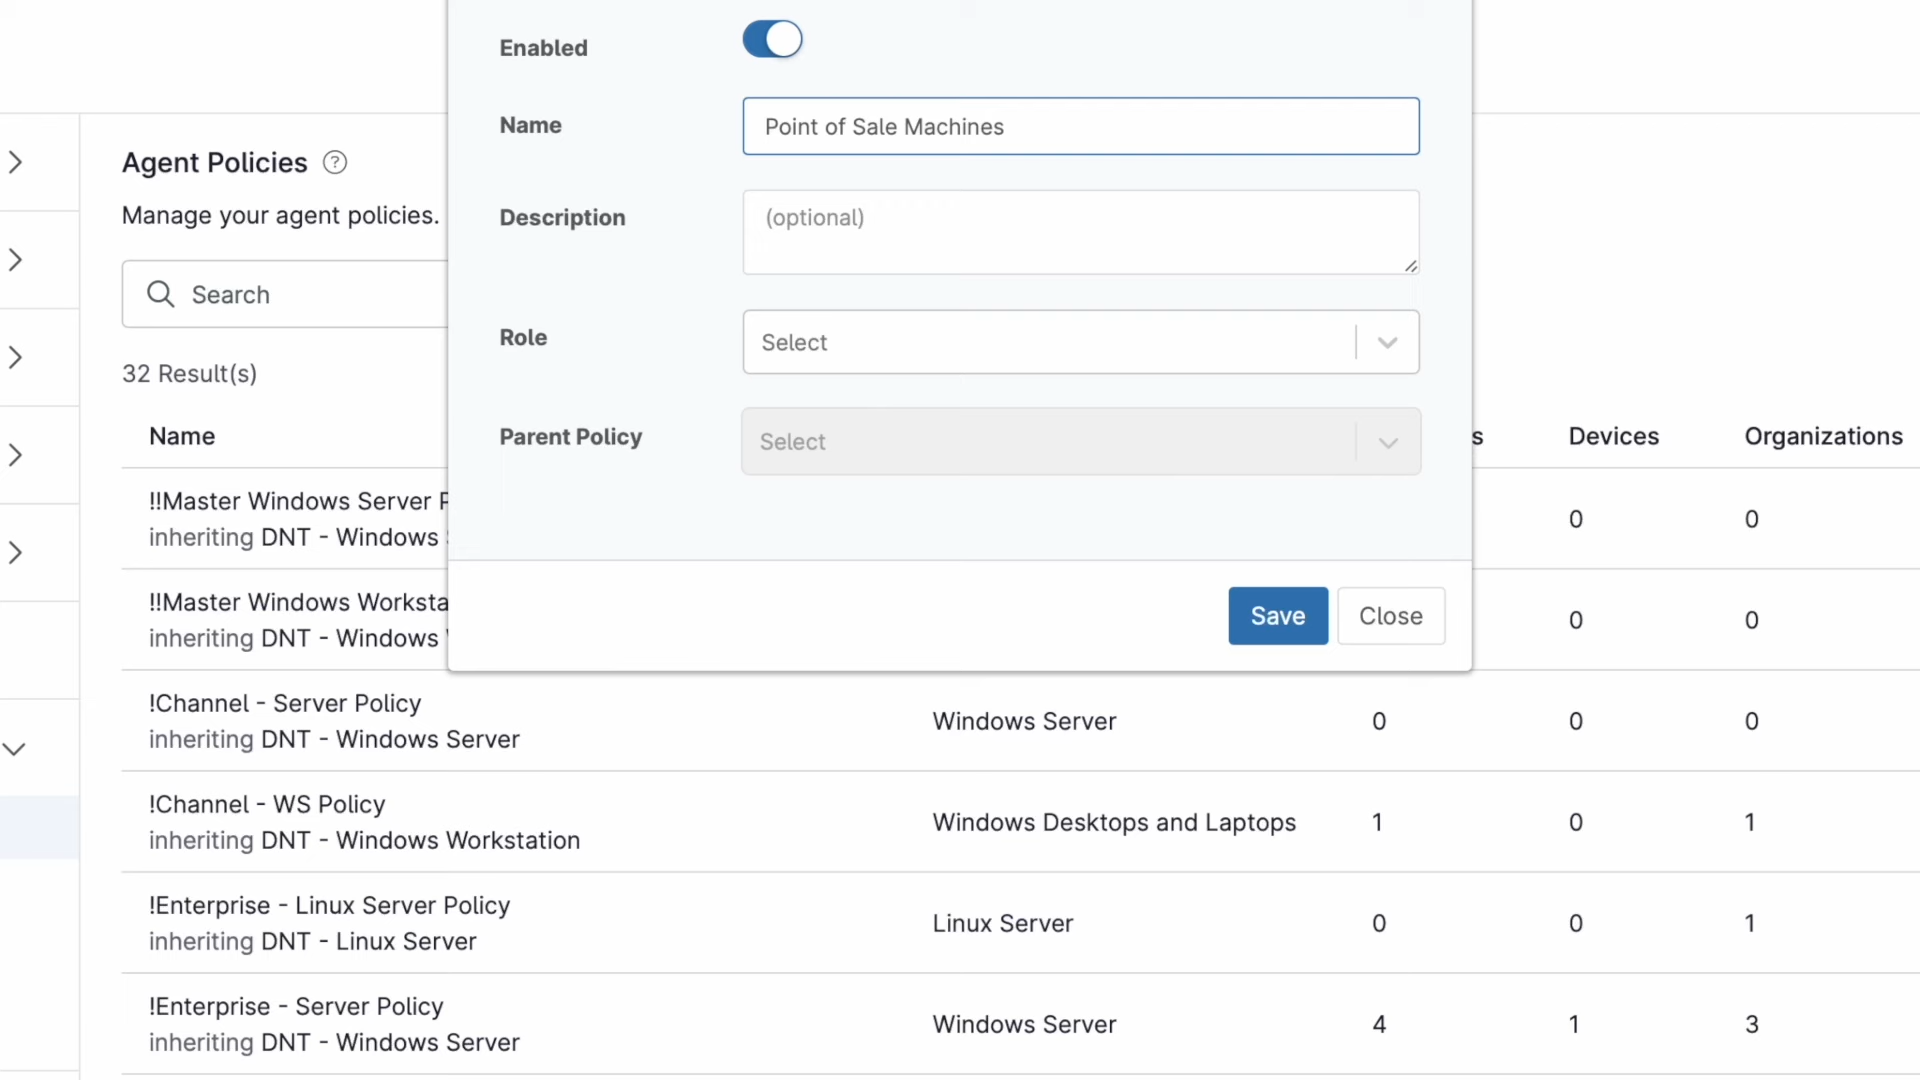 Enabled
Name
Point of Sale Machines
Description
(optional)
Role
Select
Parent Policy
Select
Save
Close
Agent Policies ?
Manage your agent policies.
Search
32 Result(s)
Name
s
Devices
Organizations
!!Master Windows Server
inheriting DNT - Windows
0
0
!!Master Windows Worksta
inheriting DNT - Windows
0
0
!Channel - Server Policy
inheriting DNT - Windows Server
Windows Server
0
0
0
!Channel - WS Policy
inheriting DNT - Windows Workstation
Windows Desktops and Laptops
1
0
1
!Enterprise - Linux Server Policy
inheriting DNT - Linux Server
Linux Server
0
0
1
!Enterprise - Server Policy
inheriting DNT - Windows Server
Windows Server
4
1
3